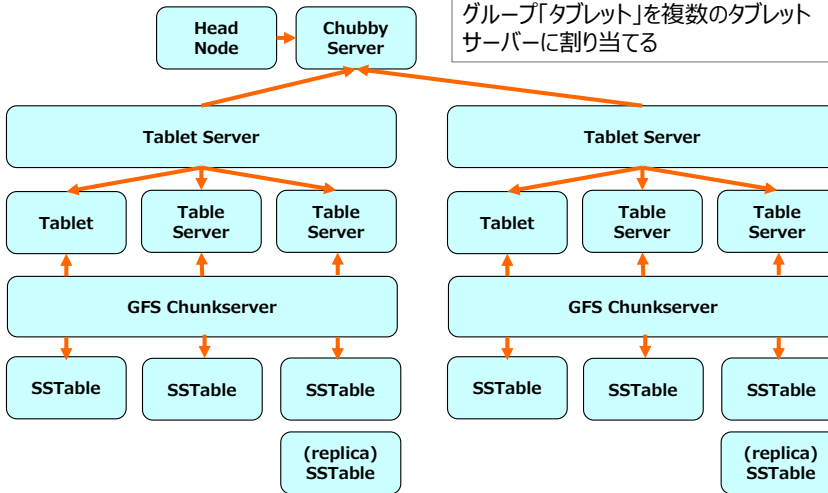 グループ「タブレット」を複数のタブレット
サーバーに割り当てる
Head
Node
Chubby
Server
Tablet Server
Tablet Server
Tablet
Table
Server
Table
Server
Tablet
Table
Server
Table
Server
GFS Chunkserver
GFS Chunkserver
SSTable
SSTable
SSTable
SSTable
SSTable
SSTable
(replica)
SSTable
(replica)
SSTable